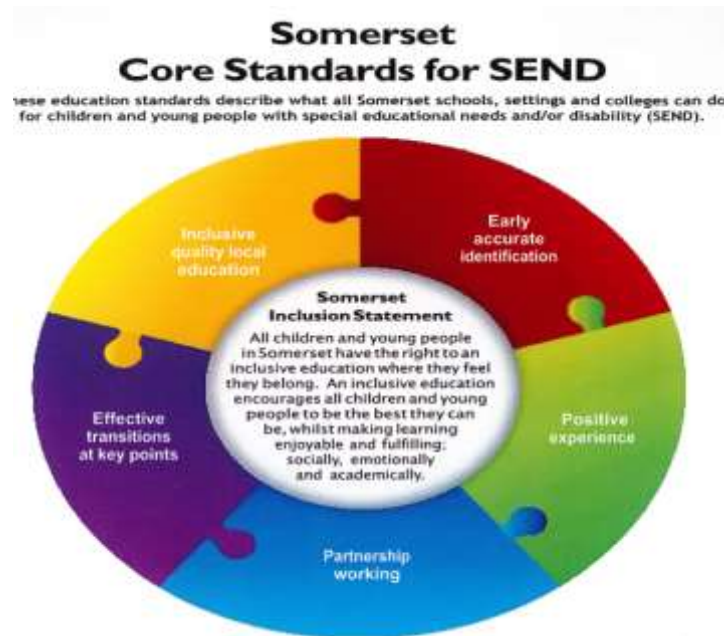 Somerset
Core Standards for SEND
hese education standards describe what all Somerset schools, settings and colleges can do
for children and young people with special educational needs and/or disability (SEND).
Inclusive
quality local
education
Early
accurate
identification
Somerset
Inclusion Statement
All children and young people
in Somerset have the right to an
inclusive education where they feel
they belong. An inclusive education
encourages all children and young
people to be the best they can
be, whilst making learning
enjoyable and fulfilling;
socially, emotionally
and academically.
Effective
transitions
at key points
Positive
experience
Partnership
working